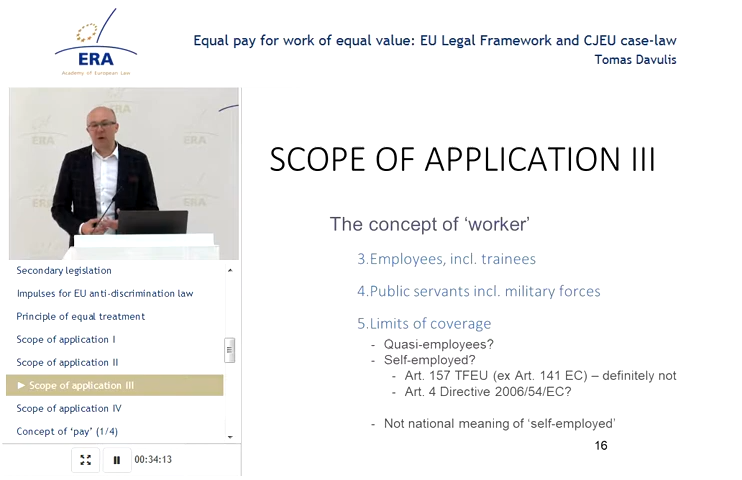 Equal pay for work of equal value: EU Legal Framework and CJEU case-law
Tomas Davulis
ERA
Academy of European Law
ERA
ERA
ERA
SCOPE OF APPLICATION III
The concept of ‘worker’
3.Employees, incl. trainees
4.Public servants incl. military forces
5.Limits of coverage
- Quasi-employees?
- Self-employed?
- Art. 157 TFEU (ex Art. 141 EC) – definitely not
- Art. 4 Directive 2006/54/EC?
- Not national meaning of ‘self-employed’
16
Secondary legislation
Impulses for EU anti-discrimination law
Principle of equal treatment
Scope of application I
Scope of application II
► Scope of application III
Scope of application IV
Concept of ‘pay’ (1/4)
00:34:13